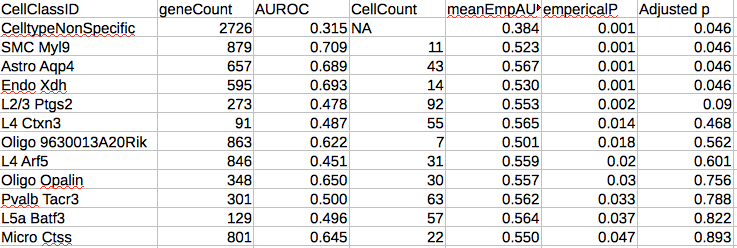 CellClassID geneCount AUROC CellCount meanEmpAU empericalP Adjusted p
CelltypeNonSpecific 2726 0.315 NA 0.384 0.001 0.046
SMC Myl9 879 0.709 11 0.523 0.001 0.046
Astro Aqp4 657 0.689 43 0.567 0.001 0.046
Endo Xdh 595 0.693 14 0.530 0.001 0.046
L2/3 Ptgs2 273 0.478 92 0.553 0.002 0.09
L4 Ctxn3 91 0.487 55 0.565 0.014 0.468
Oligo 9630013A20Rik 863 0.622 7 0.501 0.018 0.562
L4 Arf5 846 0.451 31 0.559 0.02 0.601
Oligo Opalin 348 0.650 30 0.557 0.03 0.756
Pvalb Tacr3 301 0.500 63 0.562 0.033 0.788
L5a Batf3 129 0.496 57 0.564 0.037 0.822
Micro Ctss 801 0.645 22 0.550 0.047 0.893